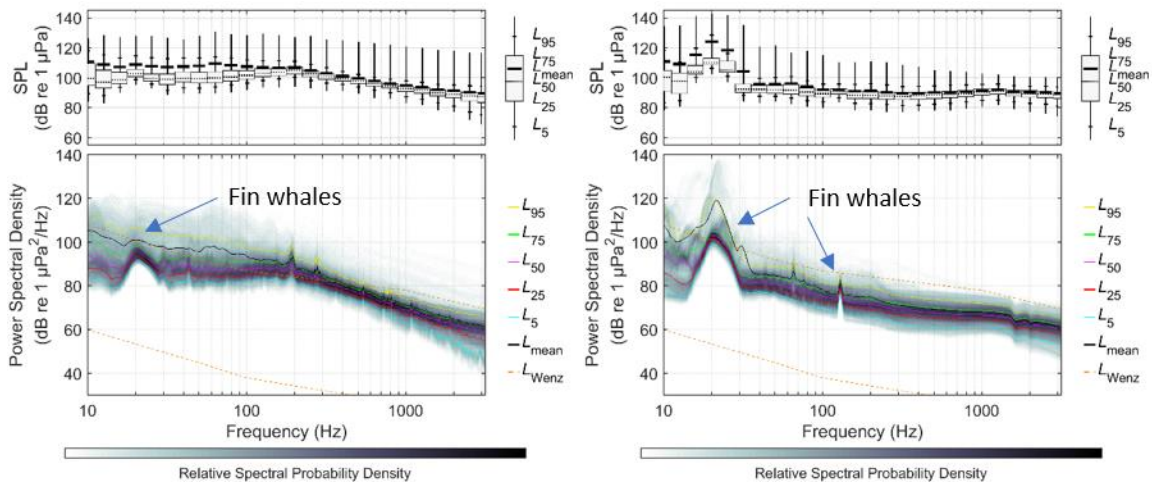 SPL
(dB re 1 µPa)
140
120
100
80
60
L95
L75
Lmean
L50
L25
L5
Power Spectral Density
(dB re 1 µPa²/Hz)
140
120
100
80
60
40
Fin whales
L95
L75
L50
L25
L5
Lmean
LWenz
10
100
1000
Frequency (Hz)
Relative Spectral Probability Density
SPL
(dB re 1 µPa)
140
120
100
80
60
L95
L75
Lmean
L50
L25
L5
Power Spectral Density
(dB re 1 µPa²/Hz)
140
120
100
80
60
40
Fin whales
L95
L75
L50
L25
L5
Lmean
LWenz
10
100
1000
Frequency (Hz)
Relative Spectral Probability Density